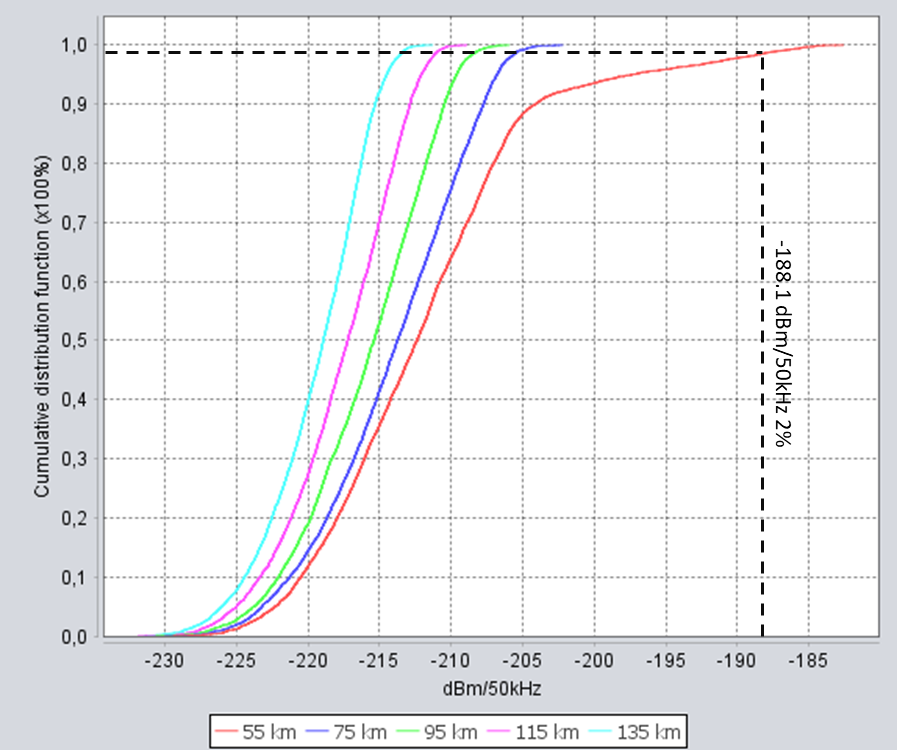 Cumulative distribution function (x100%)
1,0
0,9
0,8
0,7
0,6
0,5
0,4
0,3
0,2
0,1
0,0
-188.1 dBm/50kHz 2%
-230 -225 -220 -215 -210 -205 -200 -195 -190 -185
dBm/50kHz
55 km 75 km 95 km 115 km 135 km